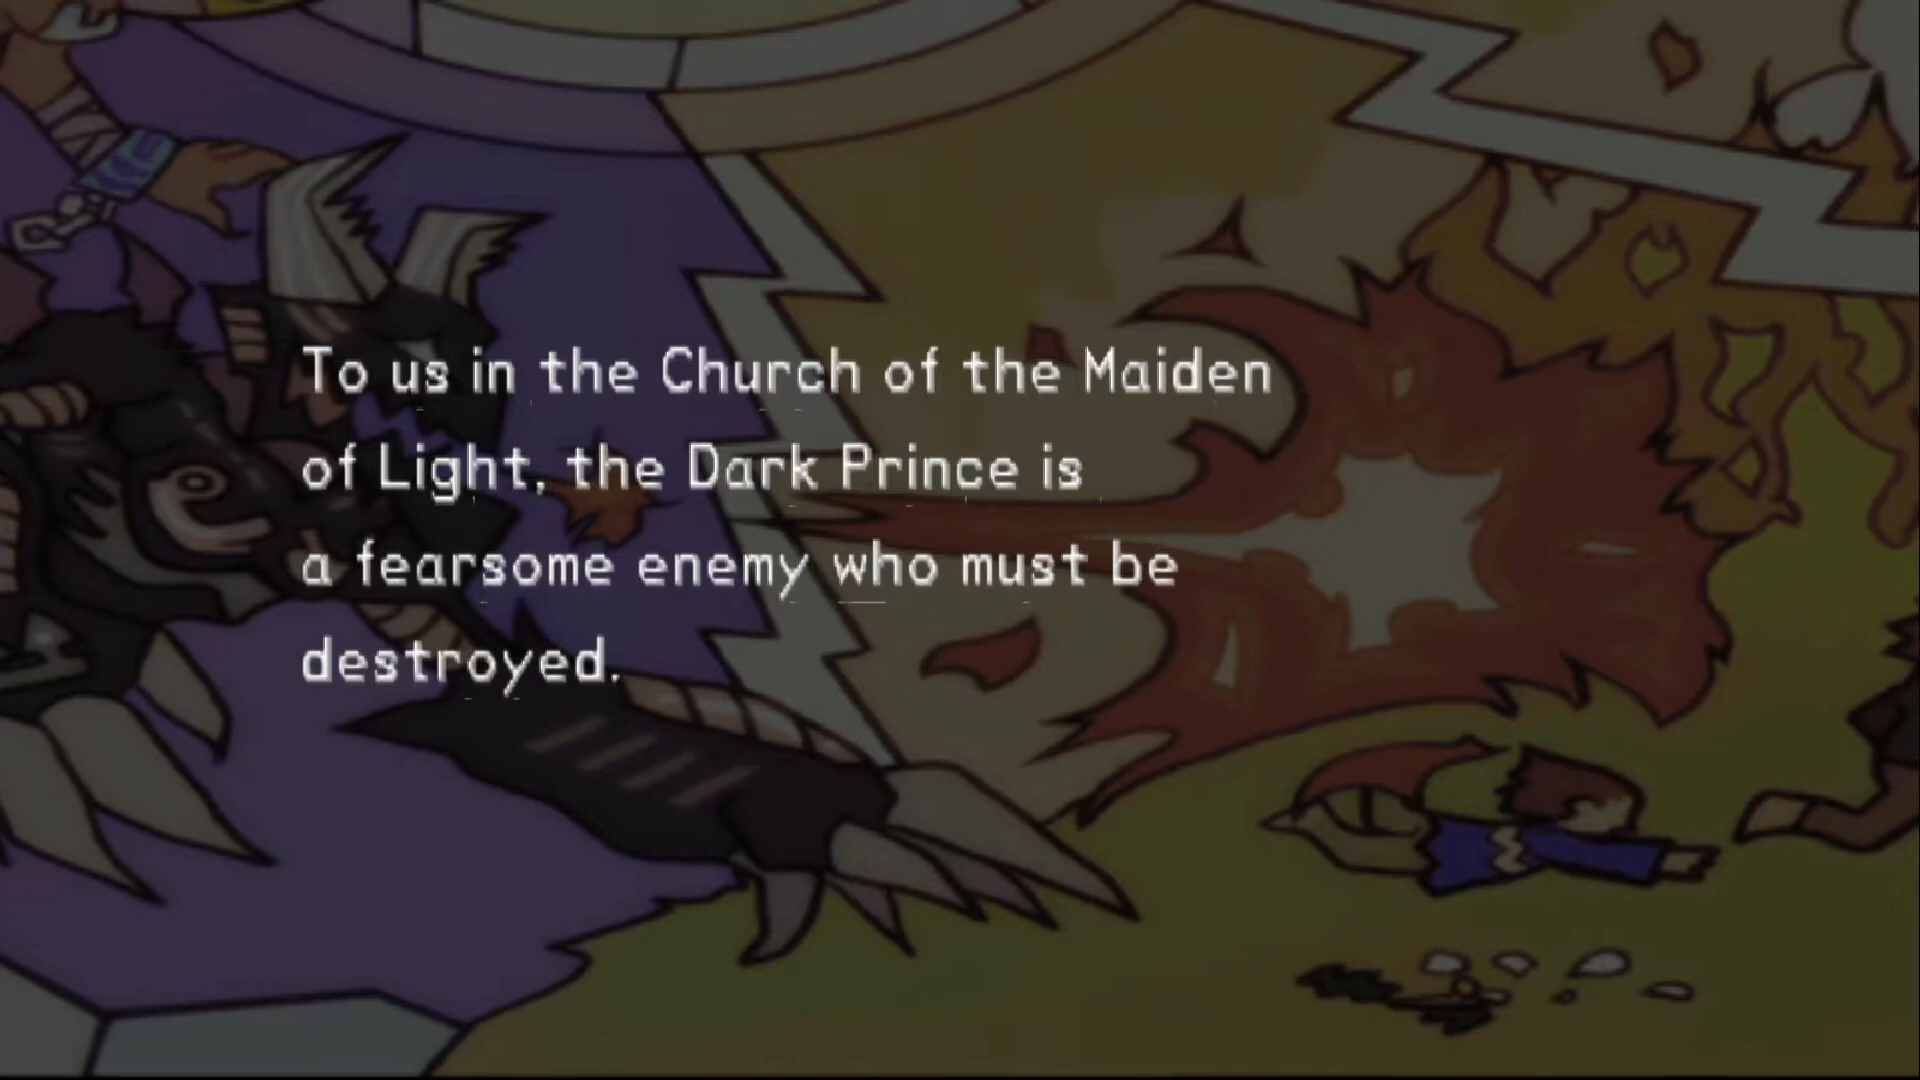 To us in the Church of the Maiden
of Light, the Dark Prince is
a fearsome enemy who must be
destroyed.